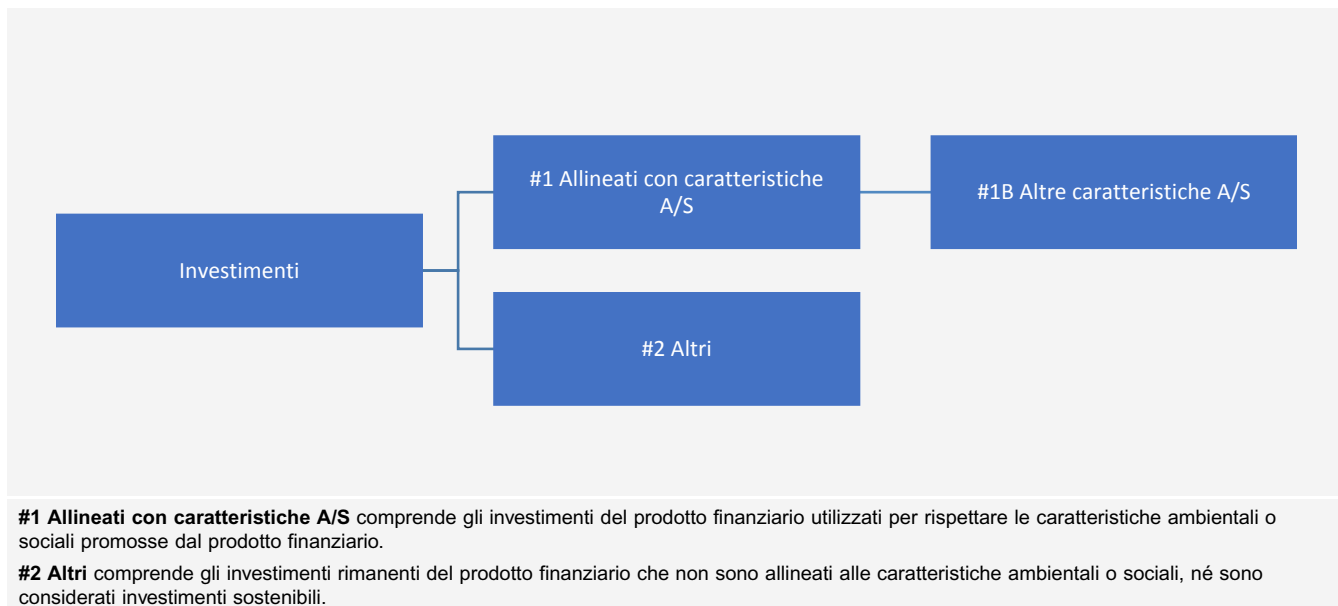 #1 Allineati con caratteristiche
A/S
#1B Altre caratteristiche A/S
Investimenti
#2 Altri
#1 Allineati con caratteristiche A/S comprende gli investimenti del prodotto finanziario utilizzati per rispettare le caratteristiche ambientali o
sociali promosse dal prodotto finanziario.
#2 Altri comprende gli investimenti rimanenti del prodotto finanziario che non sono allineati alle caratteristiche ambientali o sociali, né sono
considerati investimenti sostenibili.